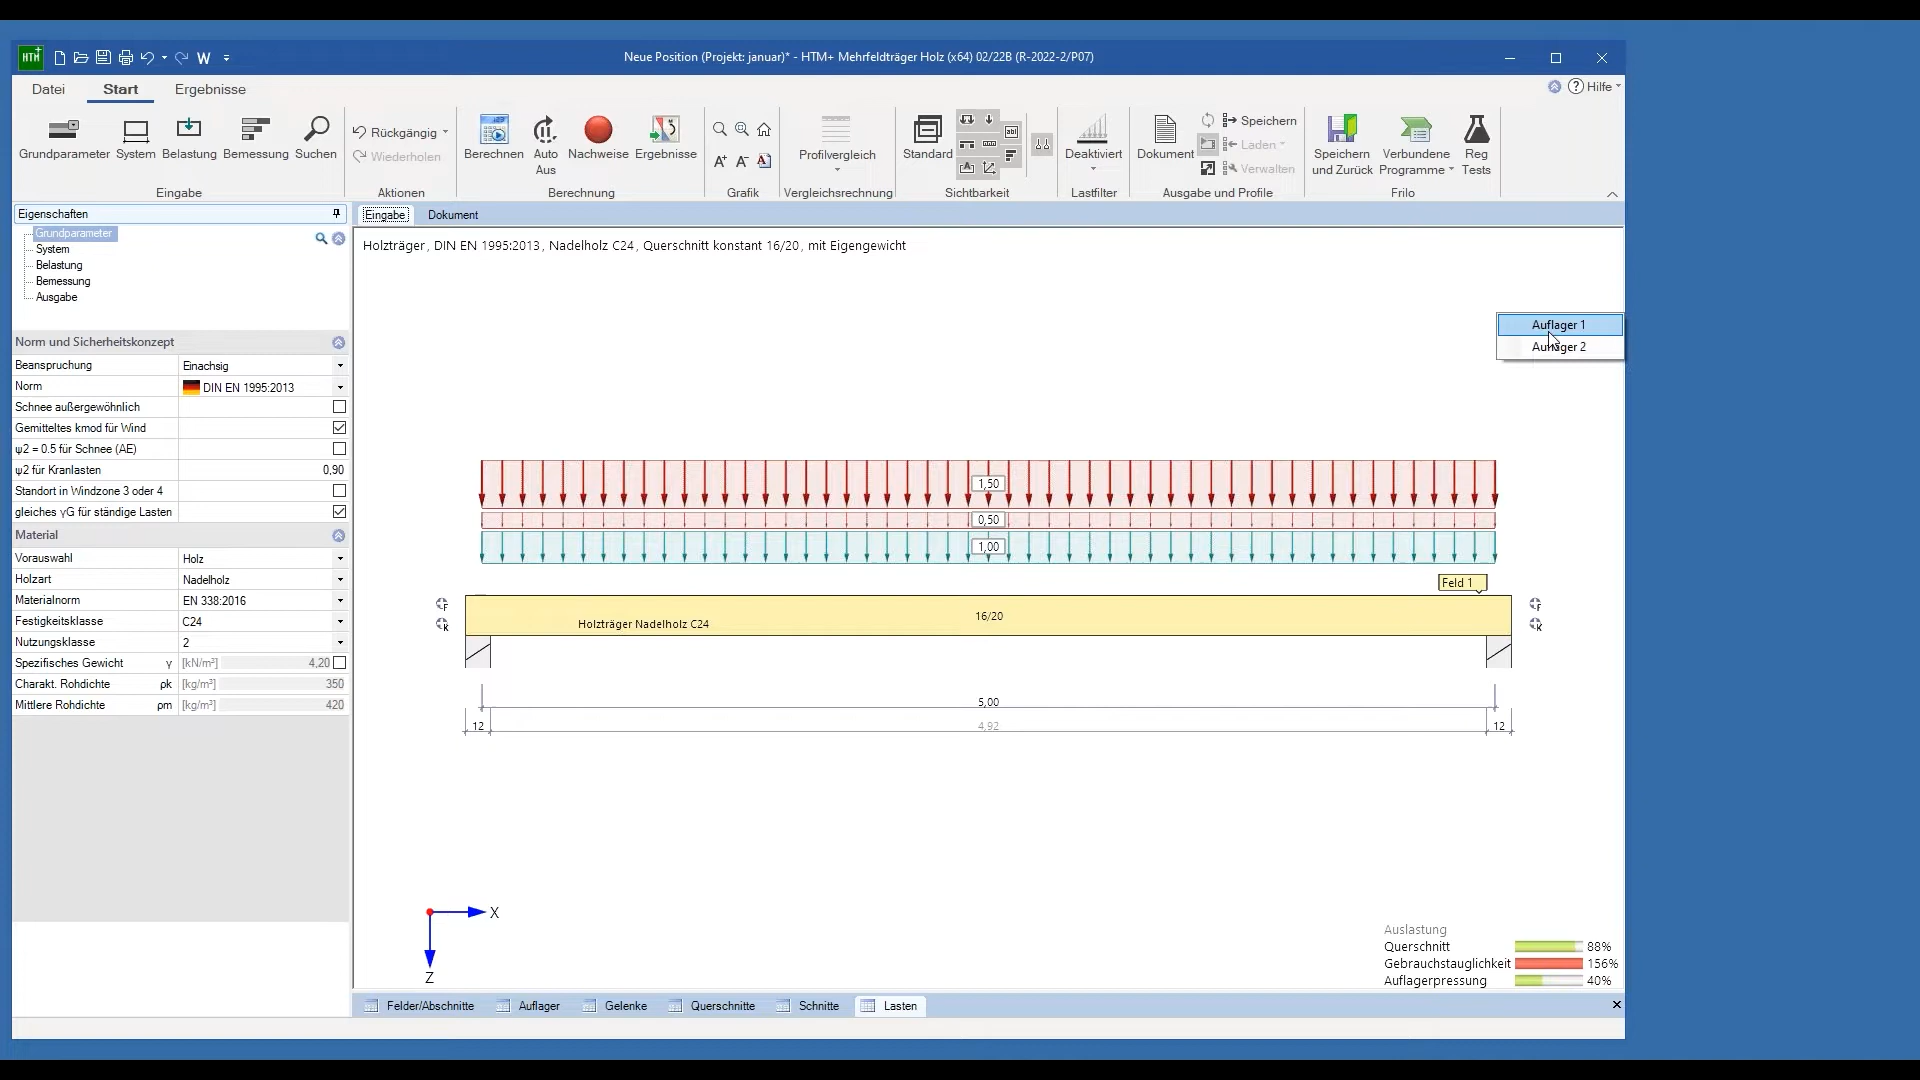 HTM+
W
Neue Position (Projekt: januar)* - HTM+ Mehrfeldträger Holz (x64) 02/22B (R-2022-2/P07)
Datei
Start
Ergebnisse
Hilfe
Grundparameter
System
Belastung
Bemessung
Suchen
Eingabe
Rückgängig
Wiederholen
Aktionen
Berechnen
Auto
Aus
Nachweise
Ergebnisse
Berechnung
Grafik
Profilvergleich
Vergleichsrechnung
Standard
Sichtbarkeit
Deaktiviert
Lastfilter
Dokument
Speichern
Laden
Verwalten
Ausgabe und Profile
Speichern
und Zurück
Verbundene
Programme
Reg
Tests
Frilo
Eigenschaften
Grundparameter
System
Belastung
Bemessung
Ausgabe
Norm und Sicherheitskonzept
Beanspruchung Einachsig
Norm DIN EN 1995:2013
Schnee außergewöhnlich
Gemitteltes kmod für Wind
ψ2 = 0.5 für Schnee (AE)
ψ2 für Kranlasten 0,90
Standort in Windzone 3 oder 4
gleiches γG für ständige Lasten
Material
Vorauswahl Holz
Holzart Nadelholz
Materialnorm EN 338:2016
Festigkeitsklasse C24
Nutzungsklasse 2
Spezifisches Gewicht γ [kN/m³] 4,20
Charakt. Rohdichte ρk [kg/m³] 350
Mittlere Rohdichte ρm [kg/m³] 420
Eingabe
Dokument
Holzträger, DIN EN 1995:2013, Nadelholz C24, Querschnitt konstant 16/20, mit Eigengewicht
Auflager 1
Auflager 2
1,50
0,50
1,00
Feld 1
F
K
16/20
Holzträger Nadelholz C24
F
K
5,00
12
4,92
12
X
Z
Auslastung
Querschnitt 88%
Gebrauchstauglichkeit 156%
Auflagerpressung 40%
Felder/Abschnitte
Auflager
Gelenke
Querschnitte
Schnitte
Lasten